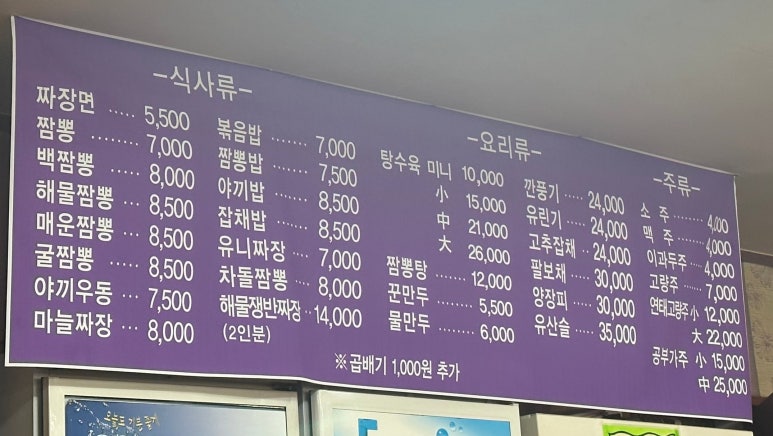 -식사류-
짜장면 ····· 5,500
짬뽕 ······ 7,000
백짬뽕 ····· 8,000
해물짬뽕 ··· 8,500
매운짬뽕 ··· 8,500
굴짬뽕 ····· 8,500
야끼우동 ··· 7,500
마늘짜장 ··· 8,000
볶음밥 ······· 7,000
짬뽕밥 ······· 7,500
야끼밥 ······· 8,500
잡채밥 ······· 8,500
유니짜장 ···· 7,000
차돌짬뽕 ···· 8,000
해물쟁반짜장 ·· 14,000
(2인분)
-요리류-
탕수육 미니 10,000
小 15,000
中 21,000
大 26,000
짬뽕탕 ······· 12,000
꾼만두 ······· 5,500
물만두 ········ 6,000
깐풍기 ······ 24,000
유린기 ······ 24,000
고추잡채 ·· 24,000
팔보채 ····· 30,000
양장피 ····· 30,000
유산슬 ····· 35,000
-주류-
소 주 ······· 4,000
맥 주 ······· 4,000
이과두주 ··· 4,000
고량주 ······ 7,000
연태고량주 小 12,000
大 22,000
공부가주 小 15,000
中 25,000
※ 곱배기 1,000원 추가